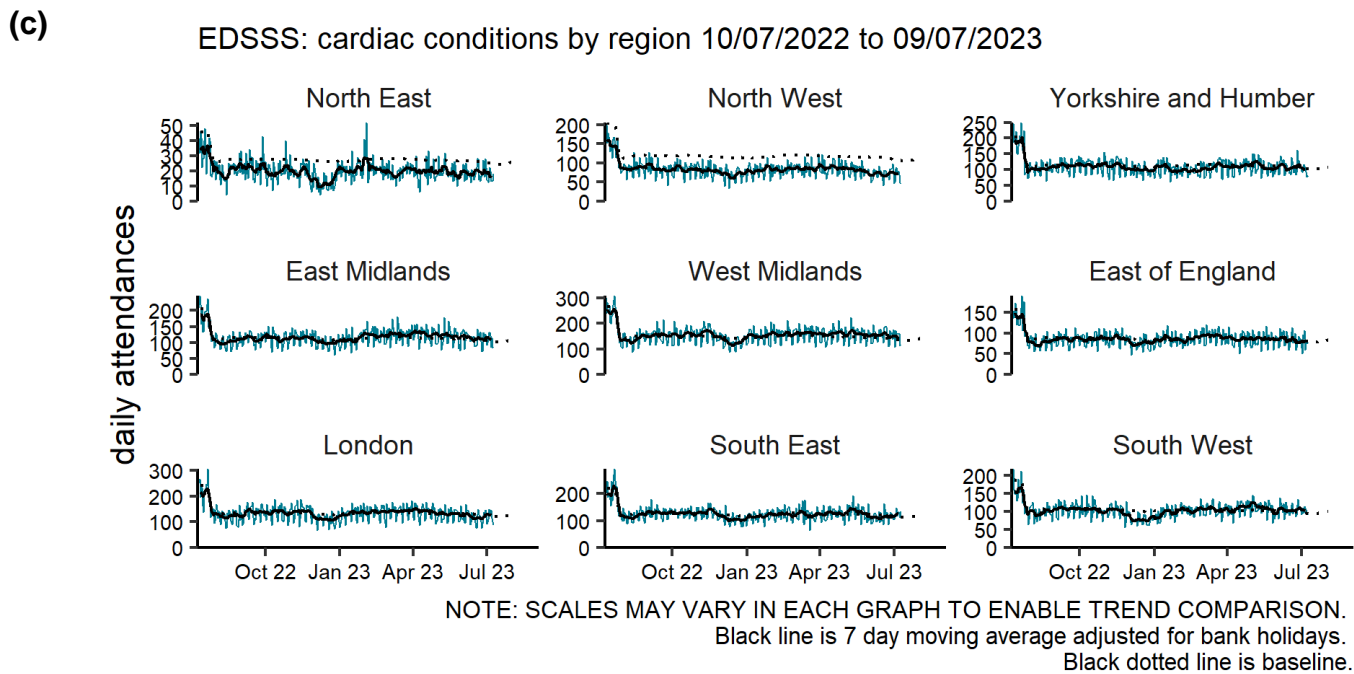 (c)
EDSSS: cardiac conditions by region 10/07/2022 to 09/07/2023
daily attendances
North East
50
40
30
20
10
0
North West
200
150
100
50
0
Yorkshire and Humber
250
200
150
100
50
0
East Midlands
200
150
100
50
0
West Midlands
300
200
100
0
East of England
150
100
50
0
London
300
200
100
0
Oct 22 Jan 23 Apr 23 Jul 23
South East
200
100
0
Oct 22 Jan 23 Apr 23 Jul 23
South West
200
150
100
50
0
Oct 22 Jan 23 Apr 23 Jul 23
NOTE: SCALES MAY VARY IN EACH GRAPH TO ENABLE TREND COMPARISON.
Black line is 7 day moving average adjusted for bank holidays.
Black dotted line is baseline.